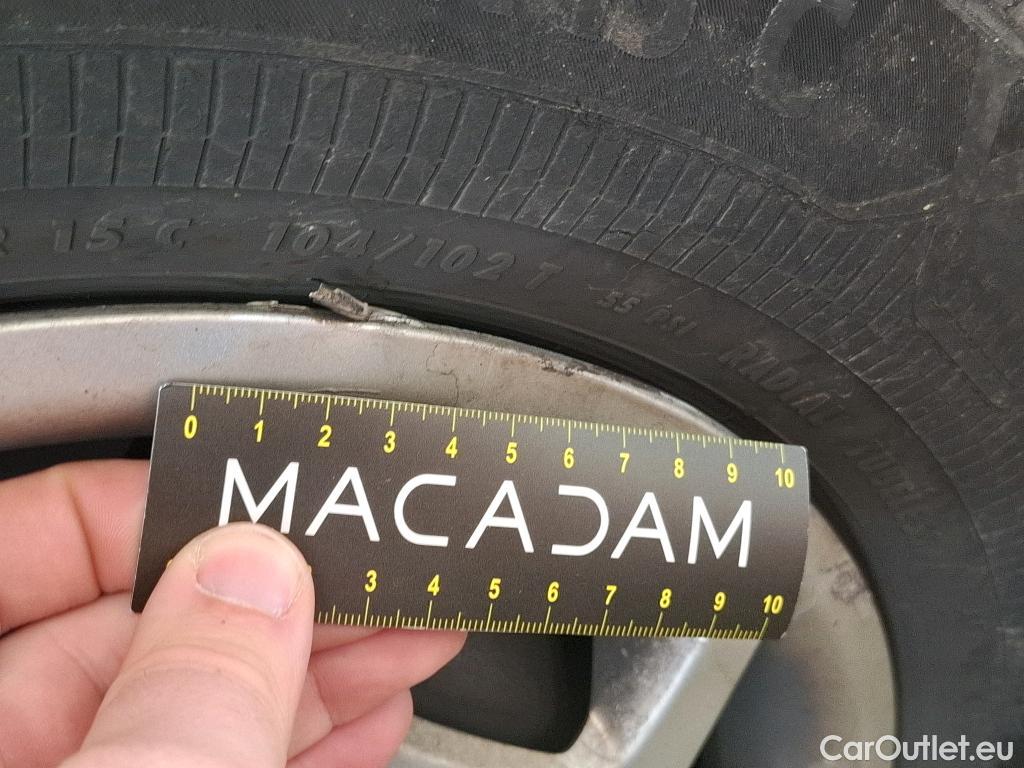 R 15 C 104/102 T 55 PSI RADIAL TUBELESS
C
0 1 2 3 4 5 6 7 8 9 10
MACADAM
3 4 5 6 7 8 9 10
CarOutlet.eu